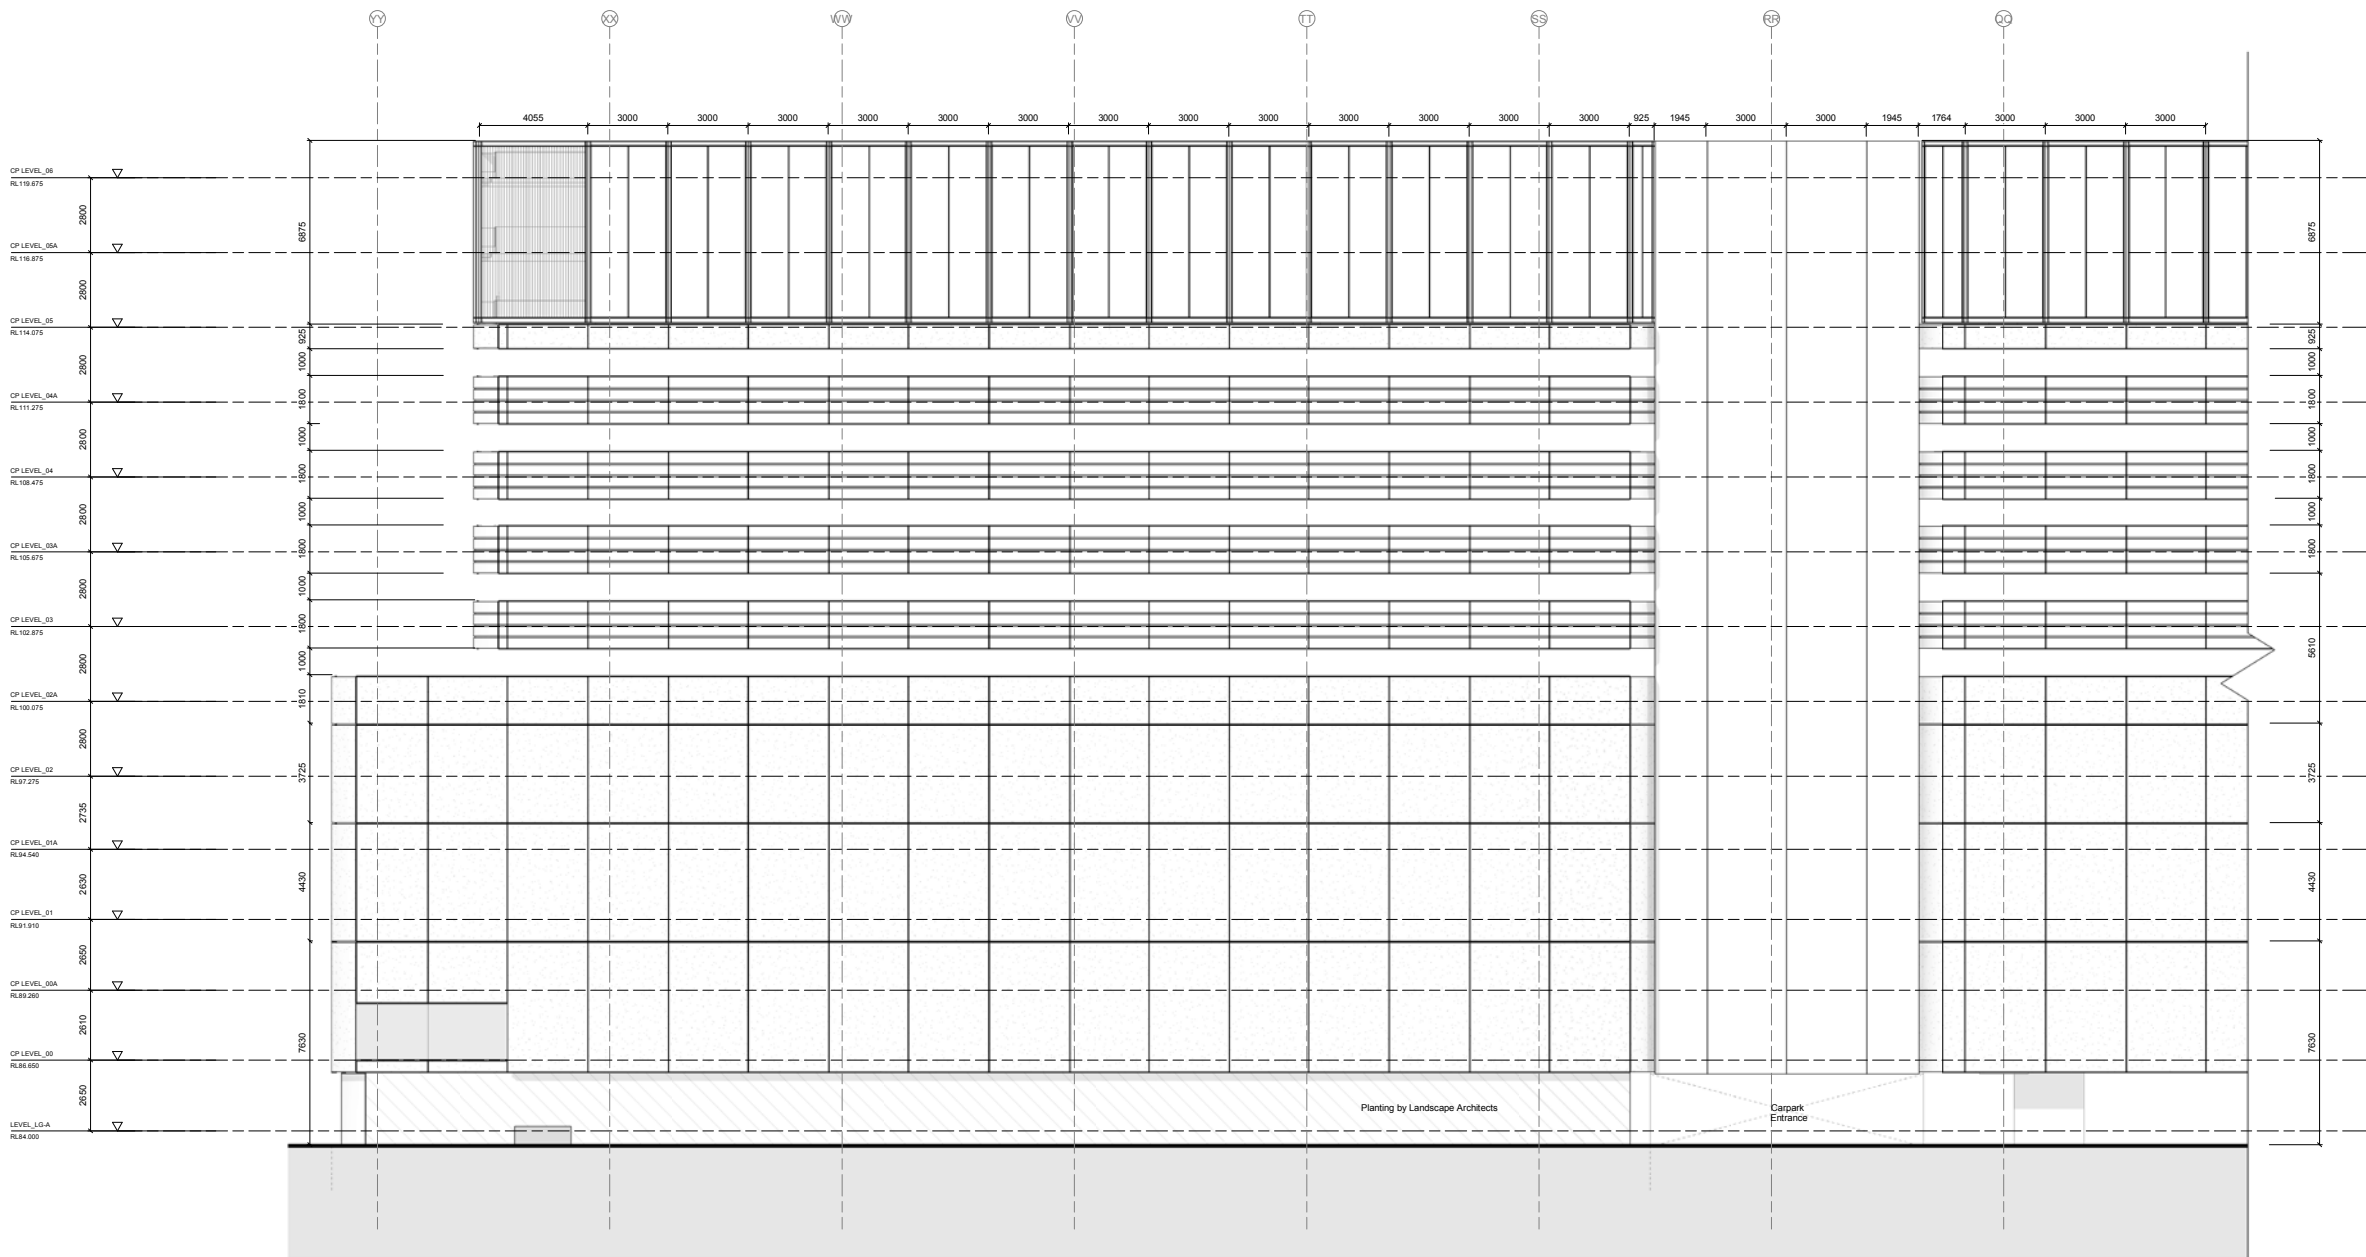 YY XX WW VV TT SS RR QQ
4055 3000 3000 3000 3000 3000 3000 3000 3000 3000 3000 3000 3000 3000 925 1945 3000 3000 1945 1764 3000 3000 3000
CP LEVEL_06
RL119.675
2800
CP LEVEL_05A
RL116.875
2800
CP LEVEL_05
RL114.075
2800
CP LEVEL_04A
RL111.275
2800
CP LEVEL_04
RL108.475
2800
CP LEVEL_03A
RL105.675
2800
CP LEVEL_03
RL102.875
2800
CP LEVEL_02A
RL100.075
2800
CP LEVEL_02
RL97.275
2735
CP LEVEL_01A
RL94.540
2630
CP LEVEL_01
RL91.910
2650
CP LEVEL_00A
RL89.260
2610
CP LEVEL_00
RL86.650
2650
LEVEL_LG-A
RL84.000
6875
925
1000
1800
1000
1800
1000
1800
1000
1800
1000
1810
3725
4430
7630
Planting by Landscape Architects
Carpark
Entrance
6875
925
1000
1800
1000
1800
1000
1800
5610
3725
4430
7630